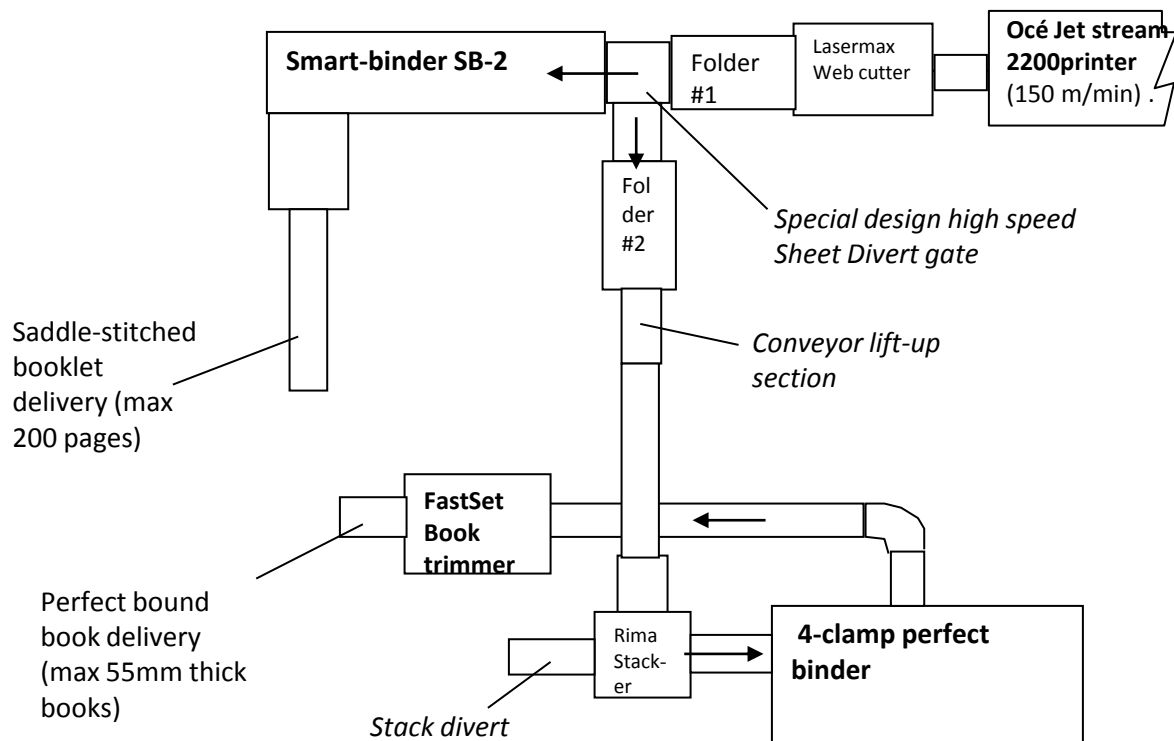 Smart-binder SB-2
Folder
#1
Lasermax
Web cutter
Océ Jet stream
2200printer
(150 m/min) .
Fol
der
#2
Special design high speed
Sheet Divert gate
Saddle-stitched
booklet
delivery (max
200 pages)
Conveyor lift-up
section
FastSet
Book
trimmer
Perfect bound
book delivery
(max 55mm thick
books)
Rima
Stack-
er
4-clamp perfect
binder
Stack divert